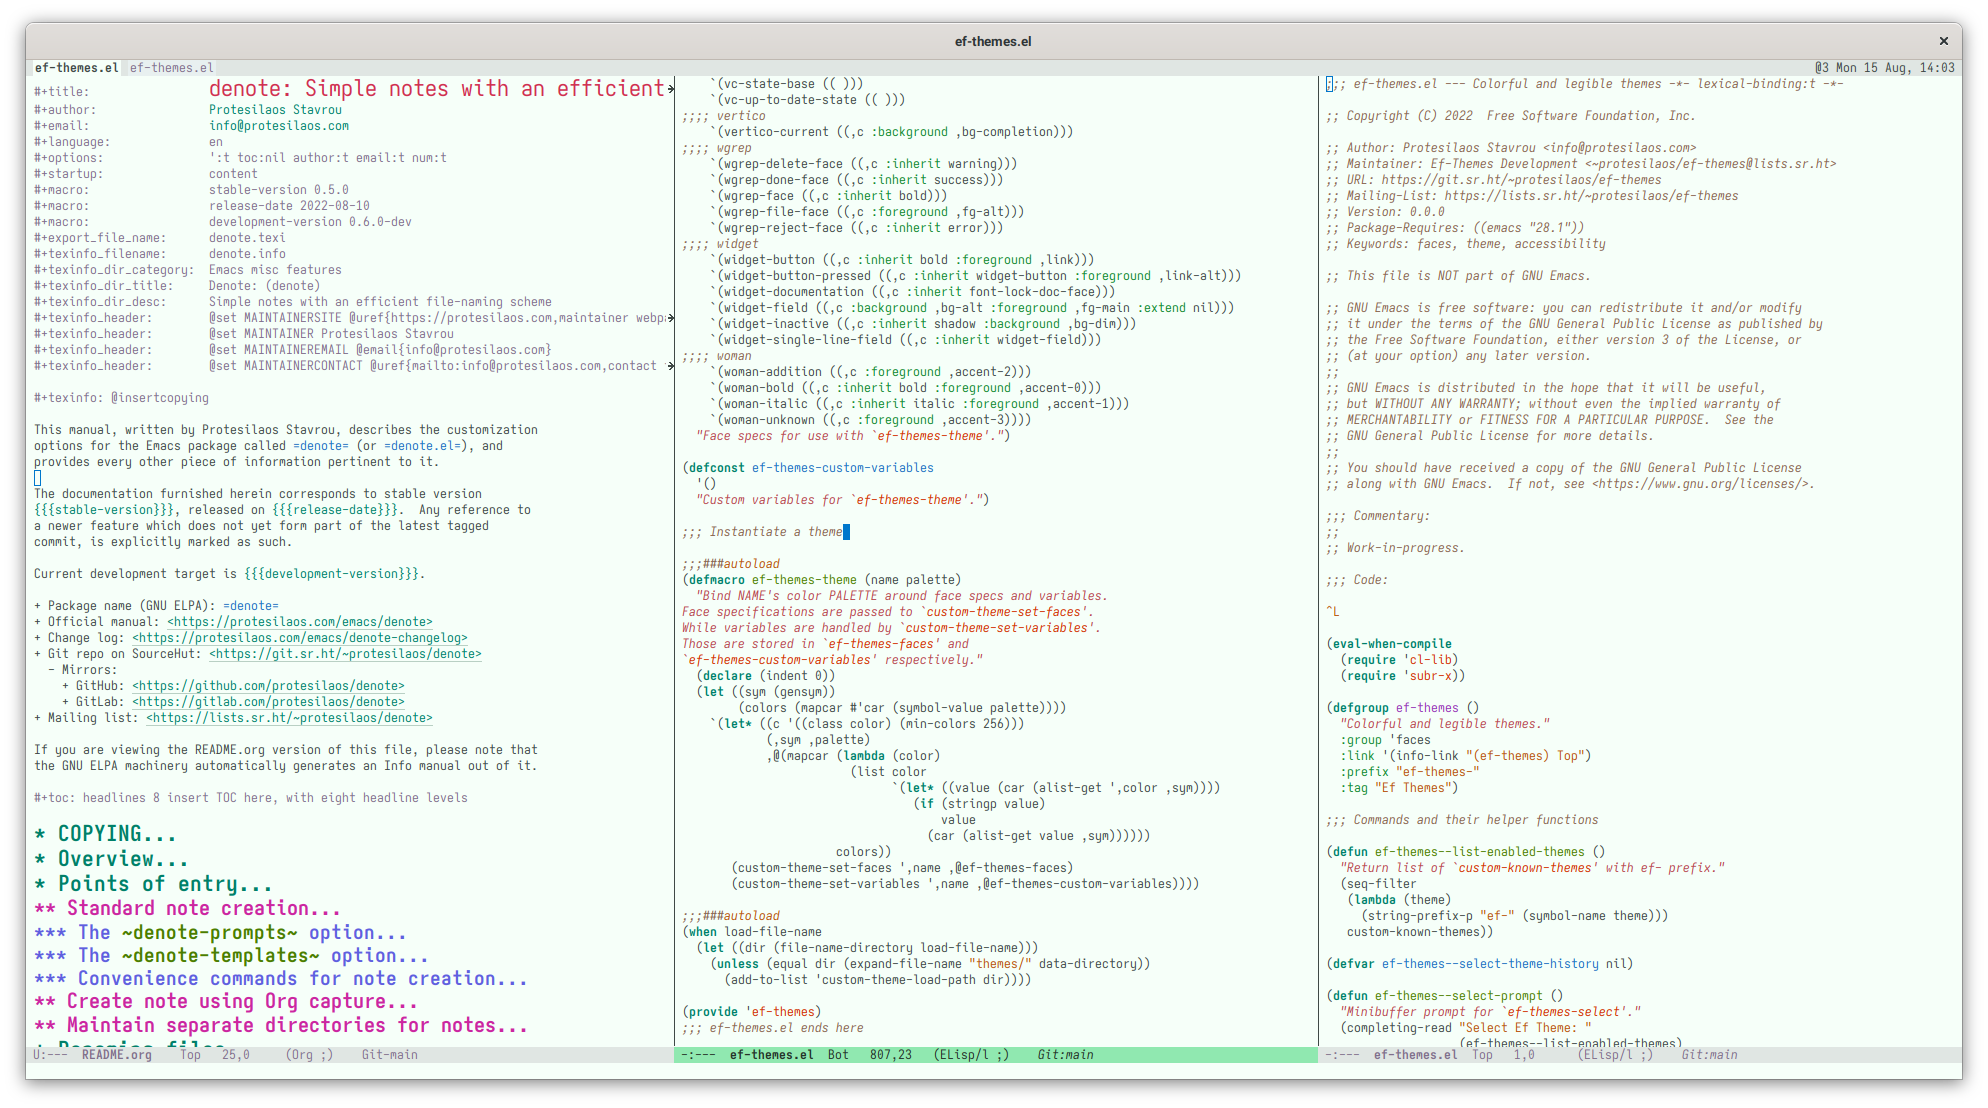 ef-themes.el
ef-themes.el ef-themes.el
@3 Mon 15 Aug, 14:03
#+title: denote: Simple notes with an efficient
#+author: Protesilaos Stavrou
#+email: info@protesilaos.com
#+language: en
#+options: ':t toc:nil author:t email:t num:t
#+startup: content
#+macro: stable-version 0.5.0
#+macro: release-date 2022-08-10
#+macro: development-version 0.6.0-dev
#+export_file_name: denote.texi
#+texinfo_filename: denote.info
#+texinfo_dir_category: Emacs misc features
#+texinfo_dir_title: Denote: (denote)
#+texinfo_dir_desc: Simple notes with an efficient file-naming scheme
#+texinfo_header: @set MAINTAINERSITE @uref{https://protesilaos.com,maintainer webp
#+texinfo_header: @set MAINTAINER Protesilaos Stavrou
#+texinfo_header: @set MAINTAINEREMAIL @email{info@protesilaos.com}
#+texinfo_header: @set MAINTAINERCONTACT @uref{mailto:info@protesilaos.com,contact
#+texinfo: @insertcopying
This manual, written by Protesilaos Stavrou, describes the customization
options for the Emacs package called =denote= (or =denote.el=), and
provides every other piece of information pertinent to it.
The documentation furnished herein corresponds to stable version
{{{stable-version}}}, released on {{{release-date}}}.  Any reference to
a newer feature which does not yet form part of the latest tagged
commit, is explicitly marked as such.
Current development target is {{{development-version}}}.
+ Package name (GNU ELPA): =denote=
+ Official manual: <https://protesilaos.com/emacs/denote>
+ Change log: <https://protesilaos.com/emacs/denote-changelog>
+ Git repo on SourceHut: <https://git.sr.ht/~protesilaos/denote>
  - Mirrors:
    + GitHub: <https://github.com/protesilaos/denote>
    + GitLab: <https://gitlab.com/protesilaos/denote>
+ Mailing list: <https://lists.sr.ht/~protesilaos/denote>
If you are viewing the README.org version of this file, please note that
the GNU ELPA machinery automatically generates an Info manual out of it.
#+toc: headlines 8 insert TOC here, with eight headline levels
* COPYING...
* Overview...
* Points of entry...
** Standard note creation...
*** The ~denote-prompts~ option...
*** The ~denote-templates~ option...
*** Convenience commands for note creation...
** Create note using Org capture...
** Maintain separate directories for notes...
U:---  README.org    Top   25,0     (Org ;)    Git-main
    `(vc-state-base (( )))
    `(vc-up-to-date-state (( )))
;;;; vertico
    `(vertico-current ((,c :background ,bg-completion)))
;;;; wgrep
    `(wgrep-delete-face ((,c :inherit warning)))
    `(wgrep-done-face ((,c :inherit success)))
    `(wgrep-face ((,c :inherit bold)))
    `(wgrep-file-face ((,c :foreground ,fg-alt)))
    `(wgrep-reject-face ((,c :inherit error)))
;;;; widget
    `(widget-button ((,c :inherit bold :foreground ,link)))
    `(widget-button-pressed ((,c :inherit widget-button :foreground ,link-alt)))
    `(widget-documentation ((,c :inherit font-lock-doc-face)))
    `(widget-field ((,c :background ,bg-alt :foreground ,fg-main :extend nil)))
    `(widget-inactive ((,c :inherit shadow :background ,bg-dim)))
    `(widget-single-line-field ((,c :inherit widget-field)))
;;;; woman
    `(woman-addition ((,c :foreground ,accent-2)))
    `(woman-bold ((,c :inherit bold :foreground ,accent-0)))
    `(woman-italic ((,c :inherit italic :foreground ,accent-1)))
    `(woman-unknown ((,c :foreground ,accent-3))))
  "Face specs for use with `ef-themes-theme'.")
(defconst ef-themes-custom-variables
  '()
  "Custom variables for `ef-themes-theme'.")
;;; Instantiate a theme
;;;###autoload
(defmacro ef-themes-theme (name palette)
  "Bind NAME's color PALETTE around face specs and variables.
Face specifications are passed to `custom-theme-set-faces'.
While variables are handled by `custom-theme-set-variables'.
Those are stored in `ef-themes-faces' and
`ef-themes-custom-variables' respectively."
  (declare (indent 0))
  (let ((sym (gensym))
        (colors (mapcar #'car (symbol-value palette))))
    `(let* ((c '((class color) (min-colors 256)))
            (,sym ,palette)
            ,@(mapcar (lambda (color)
                        (list color
                              `(let* ((value (car (alist-get ',color ,sym))))
                                 (if (stringp value)
                                     value
                                   (car (alist-get value ,sym))))))
                      colors))
       (custom-theme-set-faces ',name ,@ef-themes-faces)
       (custom-theme-set-variables ',name ,@ef-themes-custom-variables))))
;;;###autoload
(when load-file-name
  (let ((dir (file-name-directory load-file-name)))
    (unless (equal dir (expand-file-name "themes/" data-directory))
      (add-to-list 'custom-theme-load-path dir))))
(provide 'ef-themes)
;;; ef-themes.el ends here
-:---  ef-themes.el  Bot   807,23   (ELisp/l ;)    Git:main
;;; ef-themes.el --- Colorful and legible themes -*- lexical-binding:t -*-
;; Copyright (C) 2022  Free Software Foundation, Inc.
;; Author: Protesilaos Stavrou <info@protesilaos.com>
;; Maintainer: Ef-Themes Development <~protesilaos/ef-themes@lists.sr.ht>
;; URL: https://git.sr.ht/~protesilaos/ef-themes
;; Mailing-List: https://lists.sr.ht/~protesilaos/ef-themes
;; Version: 0.0.0
;; Package-Requires: ((emacs "28.1"))
;; Keywords: faces, theme, accessibility
;; This file is NOT part of GNU Emacs.
;; GNU Emacs is free software: you can redistribute it and/or modify
;; it under the terms of the GNU General Public License as published by
;; the Free Software Foundation, either version 3 of the License, or
;; (at your option) any later version.
;;
;; GNU Emacs is distributed in the hope that it will be useful,
;; but WITHOUT ANY WARRANTY; without even the implied warranty of
;; MERCHANTABILITY or FITNESS FOR A PARTICULAR PURPOSE.  See the
;; GNU General Public License for more details.
;;
;; You should have received a copy of the GNU General Public License
;; along with GNU Emacs.  If not, see <https://www.gnu.org/licenses/>.
;;; Commentary:
;;
;; Work-in-progress.
;;; Code:
^L
(eval-when-compile
  (require 'cl-lib)
  (require 'subr-x))
(defgroup ef-themes ()
  "Colorful and legible themes."
  :group 'faces
  :link '(info-link "(ef-themes) Top")
  :prefix "ef-themes-"
  :tag "Ef Themes")
;;; Commands and their helper functions
(defun ef-themes--list-enabled-themes ()
  "Return list of `custom-known-themes' with ef- prefix."
  (seq-filter
   (lambda (theme)
     (string-prefix-p "ef-" (symbol-name theme)))
   custom-known-themes))
(defvar ef-themes--select-theme-history nil)
(defun ef-themes--select-prompt ()
  "Minibuffer prompt for `ef-themes-select'."
  (completing-read "Select Ef Theme: "
                   (ef-themes--list-enabled-themes)
-:---  ef-themes.el  Top   1,0      (ELisp/l ;)    Git:main